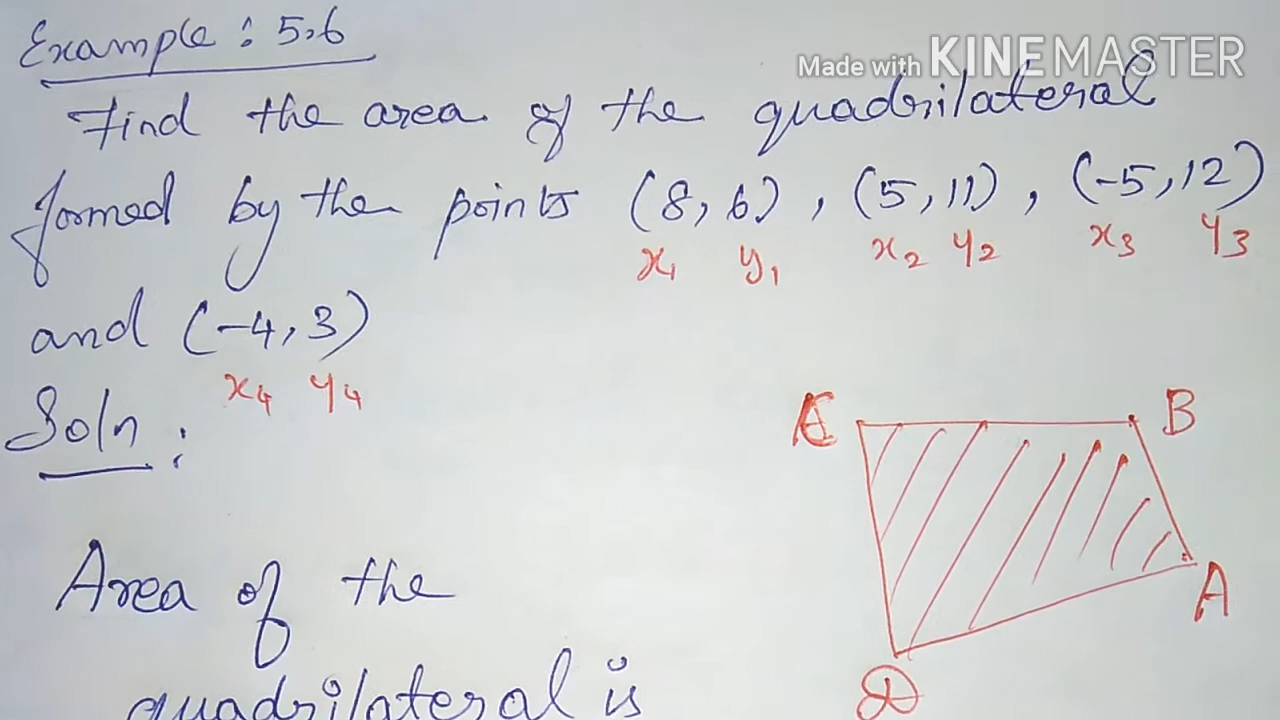 Example : 5.6
Made with KINEMASTER
Find the area of the quadrilateral
formed by the points (8, 6), (5, 11), (-5, 12)
x1 y1 x2 y2 x3 y3
and (-4, 3)
x4 y4
Soln :
C B
Area of the
A
quadrilateral is
D